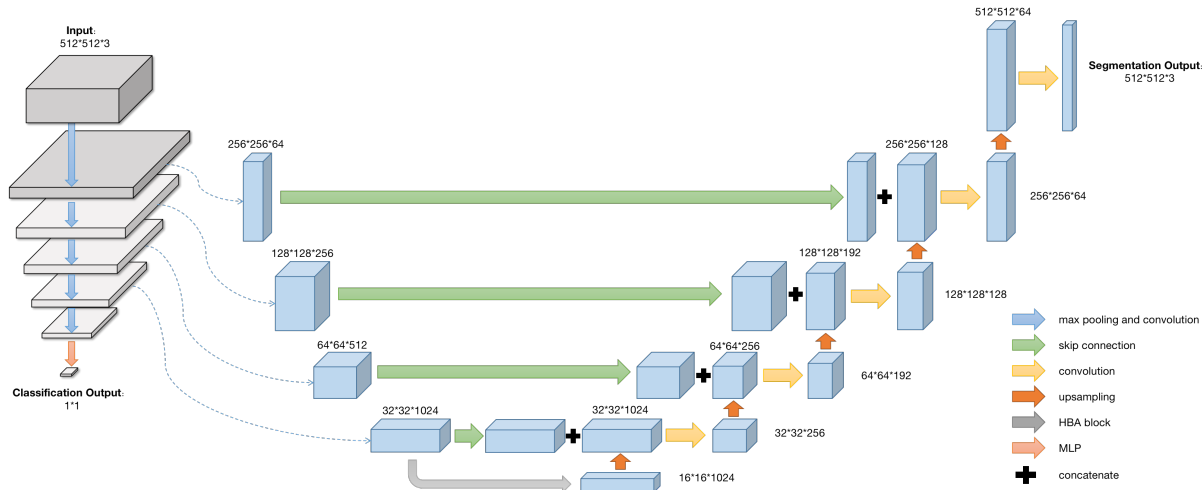 Input:
512*512*3
Classification Output:
1*1
256*256*64
128*128*256
64*64*512
32*32*1024
32*32*1024
16*16*1024
32*32*256
64*64*256
64*64*192
128*128*192
128*128*128
256*256*128
256*256*64
512*512*64
Segmentation Output:
512*512*3
max pooling and convolution
skip connection
convolution
upsampling
HBA block
MLP
concatenate